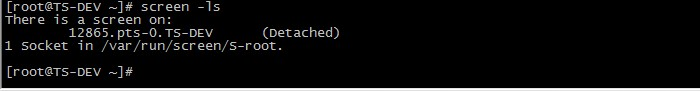 [root@TS-DEV ~]# screen -ls
There is a screen on:
        12865.pts-0.TS-DEV      (Detached)
1 Socket in /var/run/screen/S-root.

[root@TS-DEV ~]#